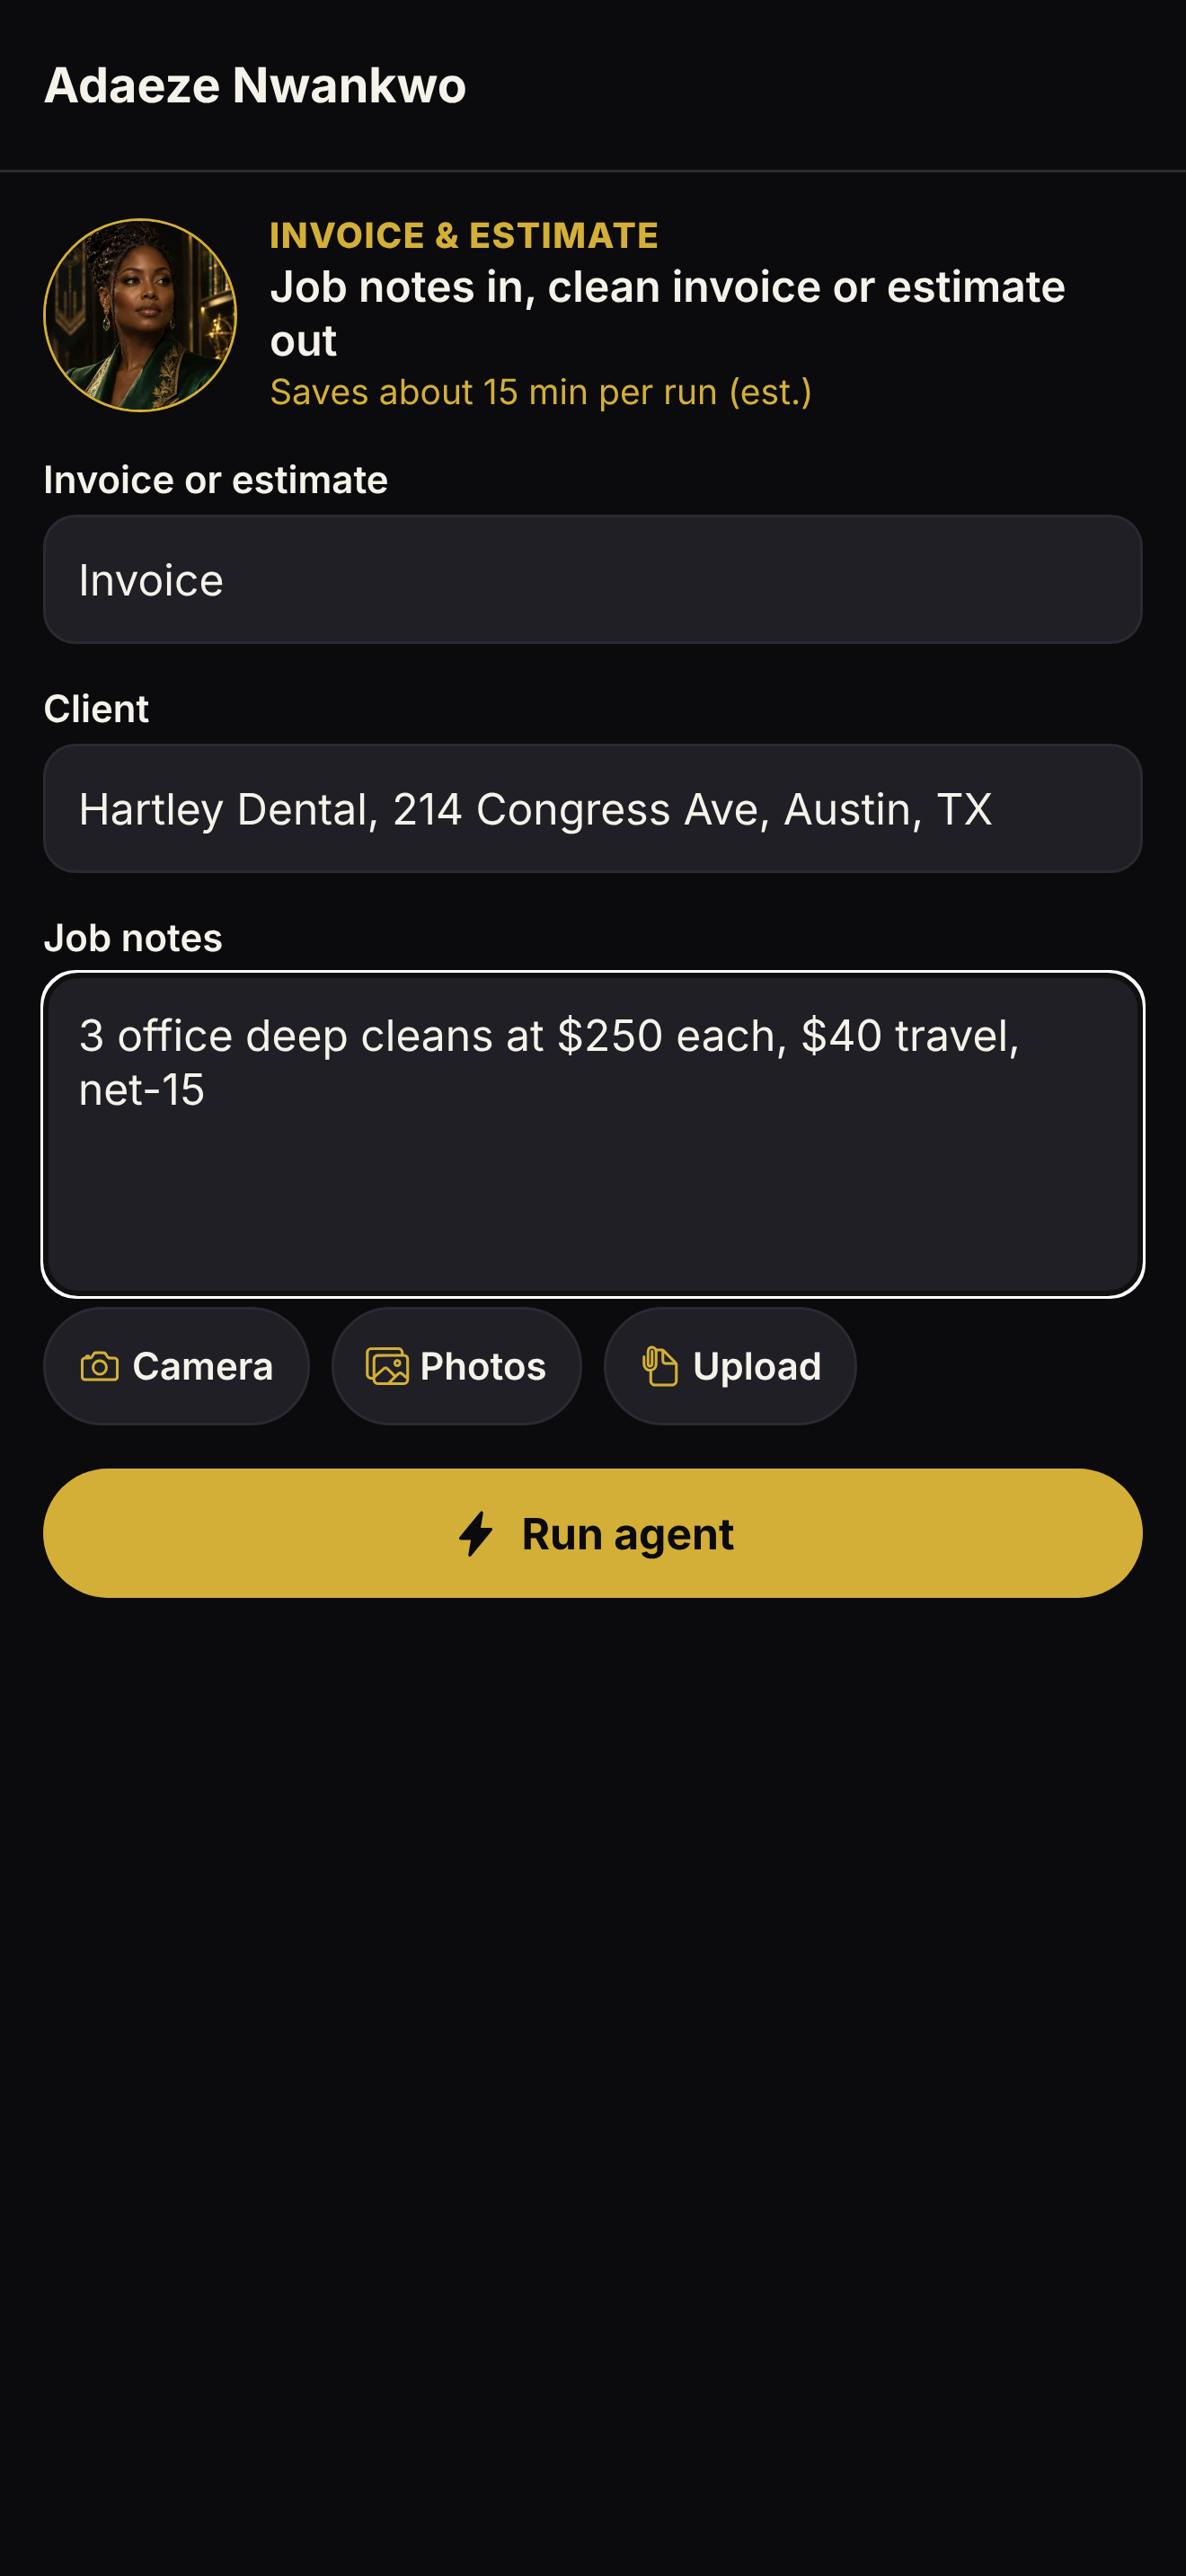 Adaeze Nwankwo
INVOICE & ESTIMATE
Job notes in, clean invoice or estimate
out
Saves about 15 min per run (est.)
Invoice or estimate
Invoice
Client
Hartley Dental, 214 Congress Ave, Austin, TX
Job notes
3 office deep cleans at $250 each, $40 travel,
net-15
Camera
Photos
Upload
Run agent